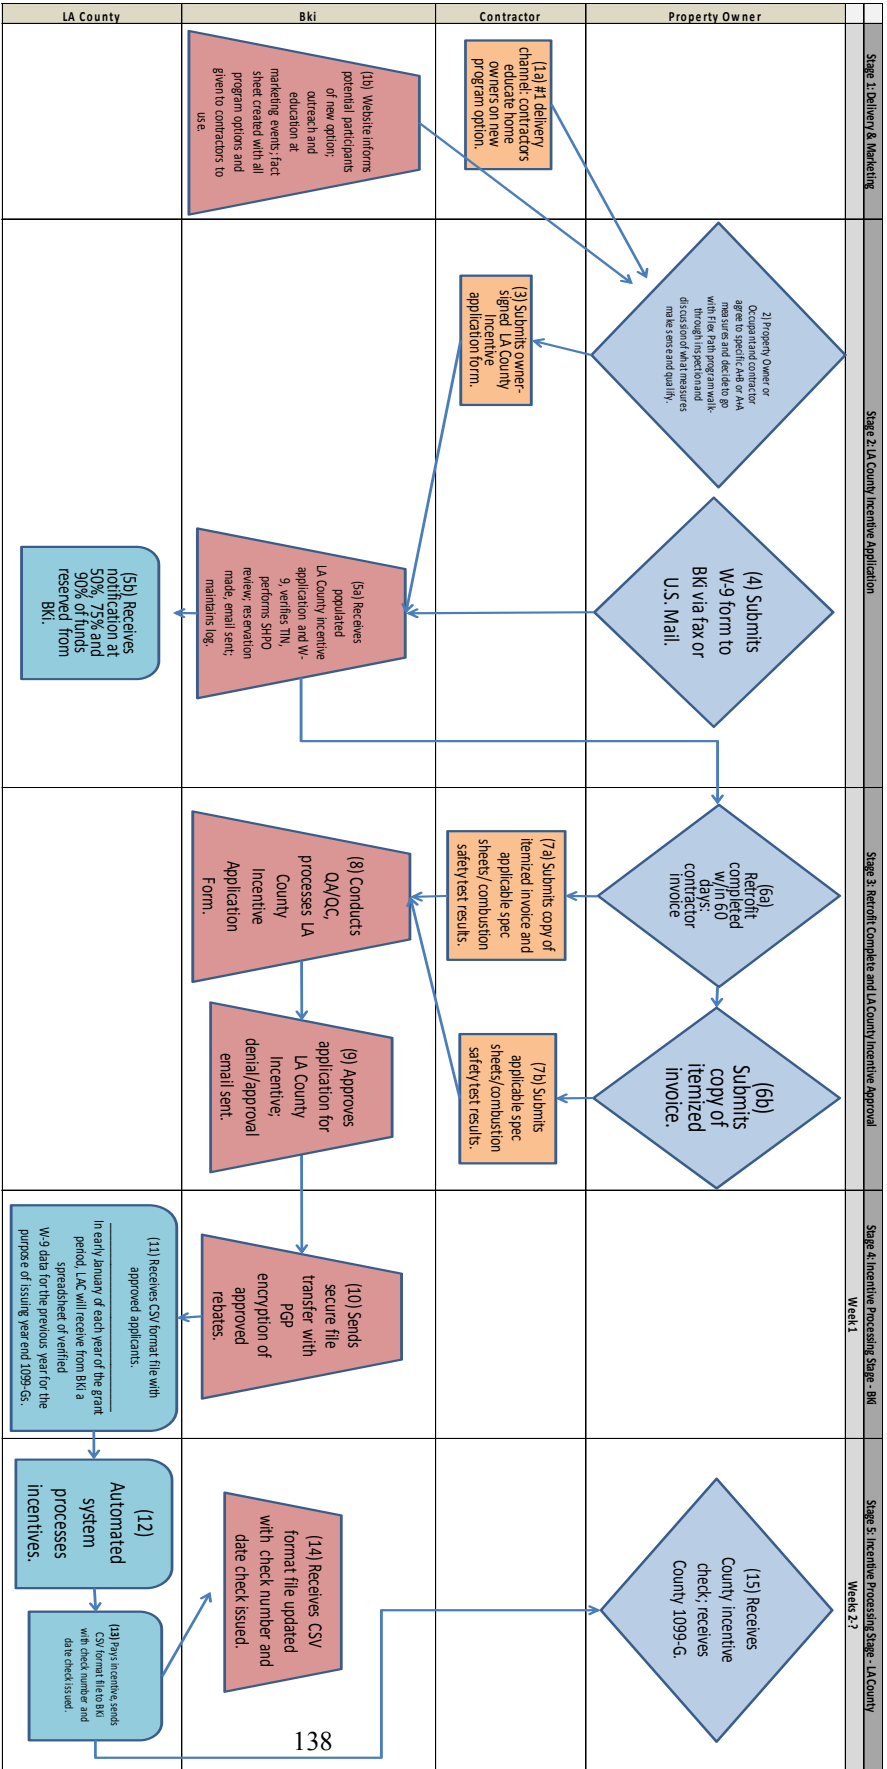 Stage 1: Delivery & Marketing
Stage 2: LA County Incentive Application
Stage 3: Retrofit Complete and LA County Incentive Approval
Stage 4: Incentive Processing Stage - BKi
Stage 5: Incentive Processing Stage - LA County
Week 1
Weeks 2-?
Property Owner
2) Property Owner or
Occupant and contractor
agree to specific A+B or A+A
measures and decide to go
with Flex Path program walk-
through inspection and
discussion of what measures
make sense and qualify.
(4) Submits
W-9 form to
BKi via fax or
U.S. Mail.
(6a)
Retrofit
completed
w/in 60
days:
contractor
invoice
(6b)
Submits
copy of
itemized
invoice.
(15) Receives
County incentive
check; receives
County 1099-G.
Contractor
(1a) #1 delivery
channel: contractors
educate home
owners on new
program option.
(3) Submits owner-
signed LA County
Incentive
application form.
(7a) Submits copy of
itemized invoice and
applicable spec
sheets/ combustion
safety test results.
(7b) Submits
applicable spec
sheets/combustion
safety test results.
Bki
(1b) Website informs
potential participants
of new option;
outreach and
education at
marketing events; fact
sheet created with all
program options and
given to contractors to
use.
(5a) Receives
populated
LA County incentive
application and W-
9, verifies TIN,
performs SHPO
review; reservation
made, email sent;
maintains log.
(8) Conducts
QA/QC,
processes LA
County
Incentive
Application
Form.
(9) Approves
application for
LA County
Incentive;
denial/approval
email sent.
(10) Sends
secure file
transfer with
PGP
encryption of
approved
rebates.
(14) Receives CSV
format file updated
with check number and
date check issued.
LA County
(5b) Receives
notification at
50%, 75% and
90% of funds
reserved from
BKi.
(11) Receives CSV format file with
approved applicants.
In early January of each year of the grant
period, LAC will receive from BKi a
spreadsheet of verified
W-9 data for the previous year for the
purpose of issuing year end 1099-Gs.
(12)
Automated
system
processes
incentives.
(13) Pays incentive, sends
CSV format file to BKi
with check number and
date check issued.
138